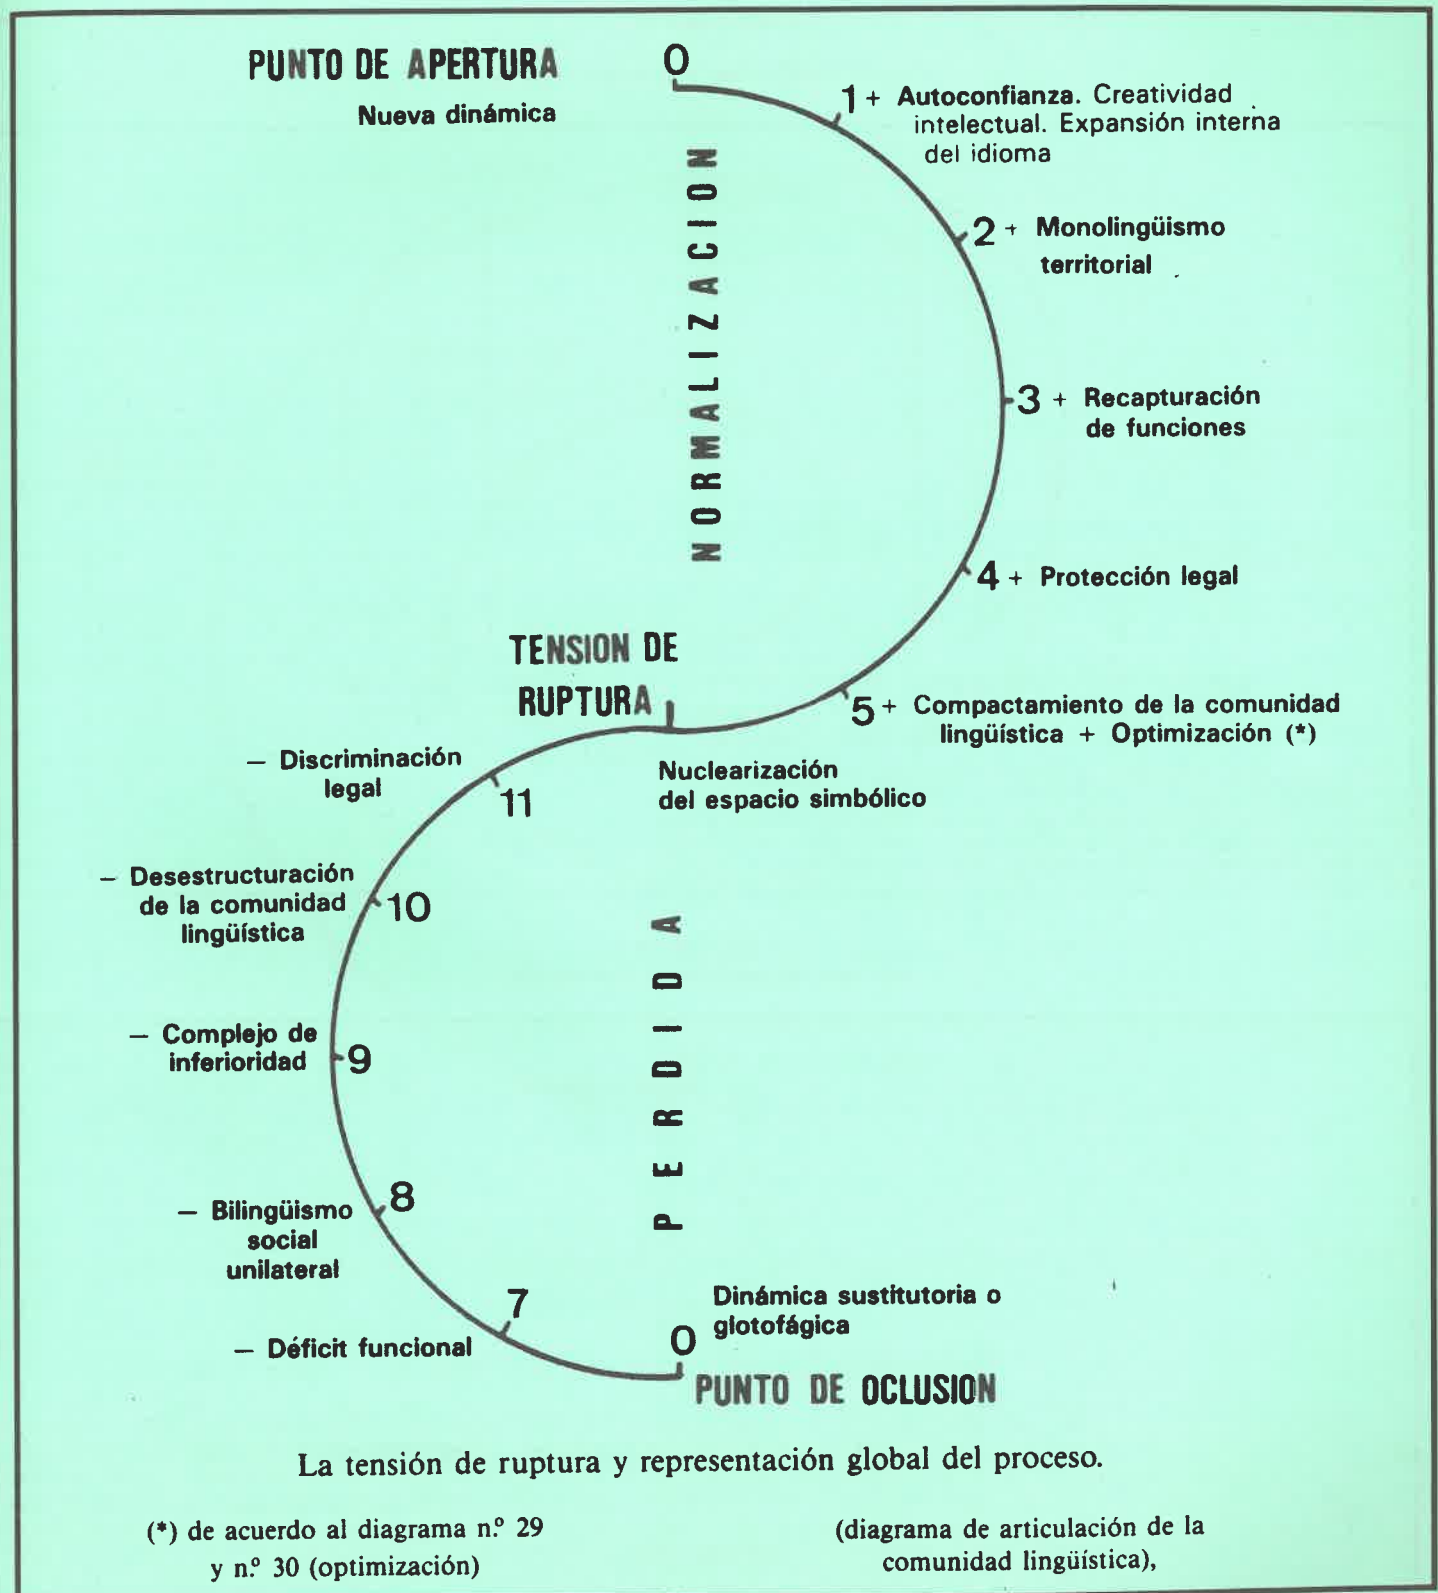 PUNTO DE APERTURA
0
Nueva dinámica
1 + Autoconfianza. Creatividad
intelectual. Expansión interna
del idioma
NORMALIZACION
2 + Monolingüismo
territorial
3 + Recapturación
de funciones
4 + Protección legal
TENSION DE
RUPTURA
5 + Compactamiento de la comunidad
lingüística + Optimización (*)
— Discriminación
legal
11
Nuclearización
del espacio simbólico
— Desestructuración
de la comunidad
lingüística
10
PERDIDA
— Complejo de
inferioridad
9
— Bilingüismo
social
unilateral
8
7
— Déficit funcional
Dinámica sustitutoria o
glotofágica
0
PUNTO DE OCLUSION
La tensión de ruptura y representación global del proceso.
(*) de acuerdo al diagrama n.º 29
y n.º 30 (optimización)
(diagrama de articulación de la
comunidad lingüística),